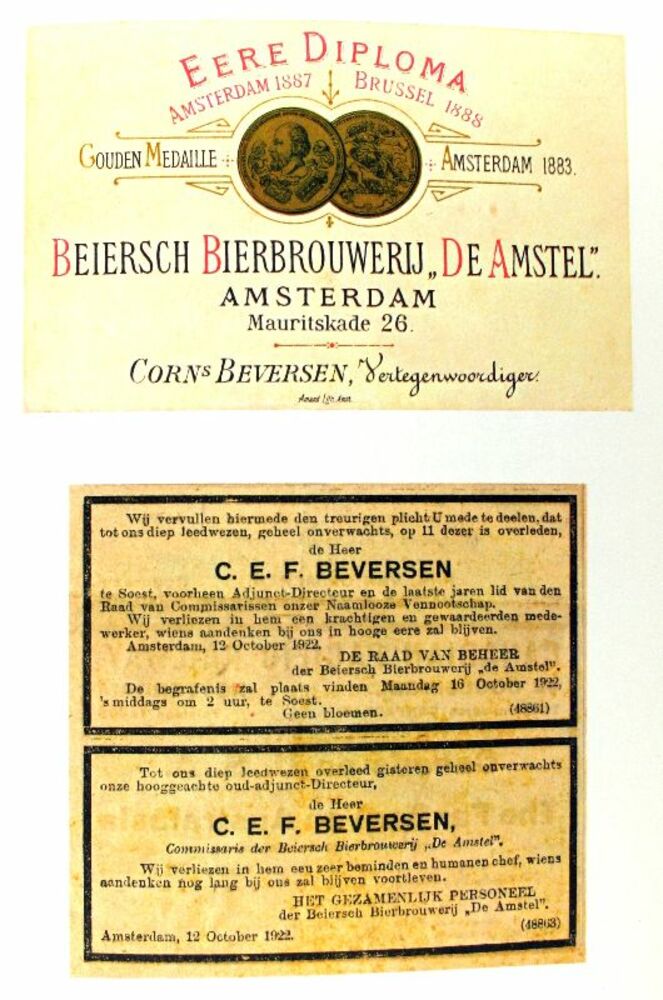 EERE DIPLOMA
AMSTERDAM 1887 BRUSSEL 1888
GOUDEN MEDAILLE AMSTERDAM 1883.
BEIERSCH BIERBROUWERIJ „DE AMSTEL”.
AMSTERDAM
Mauritskade 26.
CORNS BEVERSEN, Vertegenwoordiger.
Wij vervullen hiermede den treurigen plicht U mede te deelen, dat
tot ons diep leedwezen, geheel onverwachts, op 11 dezer is overleden,
de Heer
C. E. F. BEVERSEN
te Soest, voorheen Adjunct-Directeur en de laatste jaren lid van den
Raad van Commissarissen onzer Naamlooze Vennootschap.
Wij verliezen in hem een krachtigen en gewaardeerden mede-
werker, wiens aandenken bij ons in hooge eere zal blijven.
Amsterdam, 12 October 1922.
DE RAAD VAN BEHEER
der Beiersch Bierbrouwerij „de Amstel”.
De begrafenis zal plaats vinden Maandag 16 October 1922,
's middags om 2 uur, te Soest.
Geen bloemen. (48861)
Tot ons diep leedwezen overleed gisteren geheel onverwachts
onze hooggeachte oud-adjunct-Directeur,
de Heer
C. E. F. BEVERSEN,
Commissaris der Beiersch Bierbrouwerij „De Amstel”.
Wij verliezen in hem een zeer beminden en humanen chef, wiens
aandenken nog lang bij ons zal blijven voortleven.
HET GEZAMENLIJK PERSONEEL
der Beiersch Bierbrouwerij „De Amstel”.
(48863)
Amsterdam, 12 October 1922.